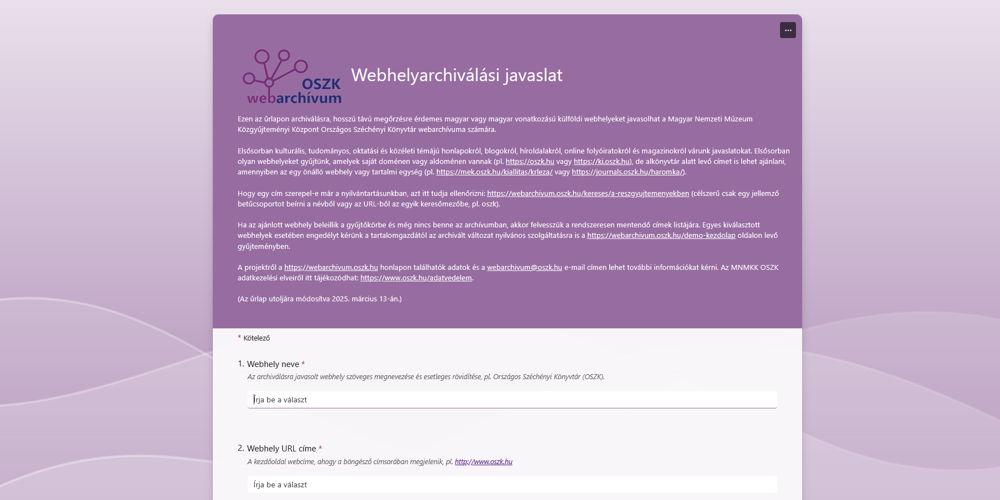 OSZK
webarchívum
Webhelyarchiválási javaslat
Ezen az űrlapon archiválásra, hosszú távú megőrzésre érdemes magyar vagy magyar vonatkozású külföldi webhelyeket javasolhat a Magyar Nemzeti Múzeum
Közgyűjteményi Központ Országos Széchényi Könyvtár webarchívuma számára.
Elsősorban kulturális, tudományos, oktatási és közéleti témájú honlapokról, blogokról, híroldalakról, online folyóiratokról és magazinokról várunk javaslatokat. Elsősorban
olyan webhelyeket gyűjtünk, amelyek saját doménen vagy aldoménen vannak (pl. https://oszk.hu vagy https://ki.oszk.hu), de alkönyvtár alatt levő címet is lehet ajánlani,
amennyiben az egy önálló webhely vagy tartalmi egység (pl. https://mek.oszk.hu/kiallitas/krleza/ vagy https://journals.oszk.hu/haromka/).
Hogy egy cím szerepel-e már a nyilvántartásunkban, azt itt tudja ellenőrizni: https://webarchivum.oszk.hu/kereses/a-reszgyujtemenyekben (célszerű csak egy jellemző
betűcsoportot beírni a névből vagy az URL-ből az egyik keresőmezőbe, pl. oszk).
Ha az ajánlott webhely beleillik a gyűjtőkörbe és még nincs benne az archívumban, akkor felvesszük a rendszeresen mentendő címek listájára. Egyes kiválasztott
webhelyek esetében engedélyt kérünk a tartalomgazdától az archivált változat nyilvános szolgáltatásra is a https://webarchivum.oszk.hu/demo-kezdolap oldalon levő
gyűjteményben.
A projektről a https://webarchivum.oszk.hu honlapon találhatók adatok és a webarchivum@oszk.hu e-mail címen lehet további információkat kérni. Az MNMKK OSZK
adatkezelési elveiről itt tájékozódhat: https://www.oszk.hu/adatvedelem.
(Az űrlap utoljára módosítva 2025. március 13-án.)
* Kötelező
1. Webhely neve *
Az archiválásra javasolt webhely szöveges megnevezése és esetleges rövidítése, pl. Országos Széchényi Könyvtár (OSZK).
Írja be a választ
2. Webhely URL címe *
A kezdőoldal webcíme, ahogy a böngésző címsorában megjelenik, pl. http://www.oszk.hu
Írja be a választ